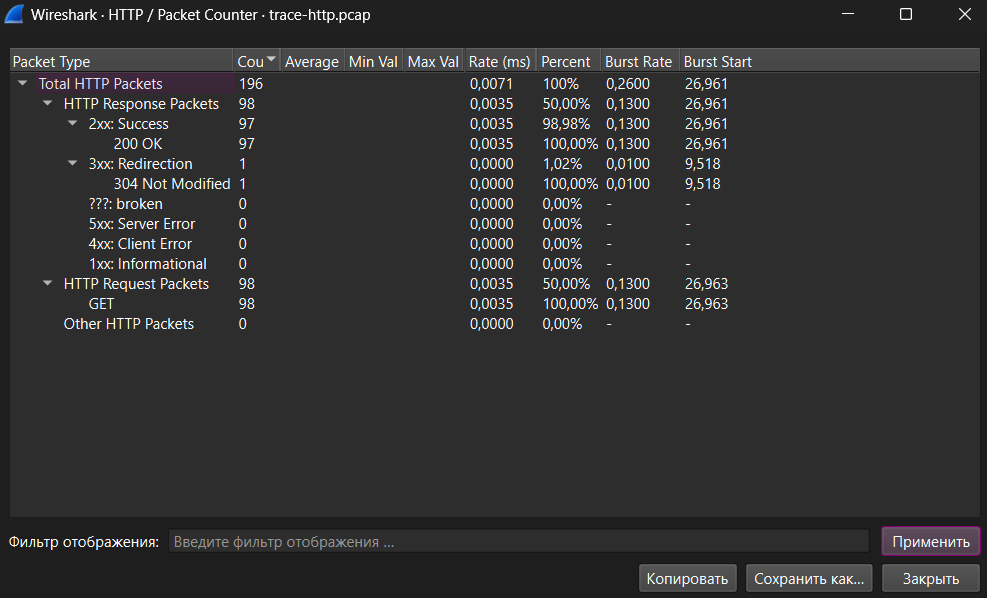 Wireshark · HTTP / Packet Counter · trace-http.pcap
Packet Type Cou Average Min Val Max Val Rate (ms) Percent Burst Rate Burst Start
Total HTTP Packets 196 0,0071 100% 0,2600 26,961
HTTP Response Packets 98 0,0035 50,00% 0,1300 26,961
2xx: Success 97 0,0035 98,98% 0,1300 26,961
200 OK 97 0,0035 100,00% 0,1300 26,961
3xx: Redirection 1 0,0000 1,02% 0,0100 9,518
304 Not Modified 1 0,0000 100,00% 0,0100 9,518
???: broken 0 0,0000 0,00% - -
5xx: Server Error 0 0,0000 0,00% - -
4xx: Client Error 0 0,0000 0,00% - -
1xx: Informational 0 0,0000 0,00% - -
HTTP Request Packets 98 0,0035 50,00% 0,1300 26,963
GET 98 0,0035 100,00% 0,1300 26,963
Other HTTP Packets 0 0,0000 0,00% - -
Фильтр отображения: Введите фильтр отображения ... Применить
Копировать Сохранить как... Закрыть